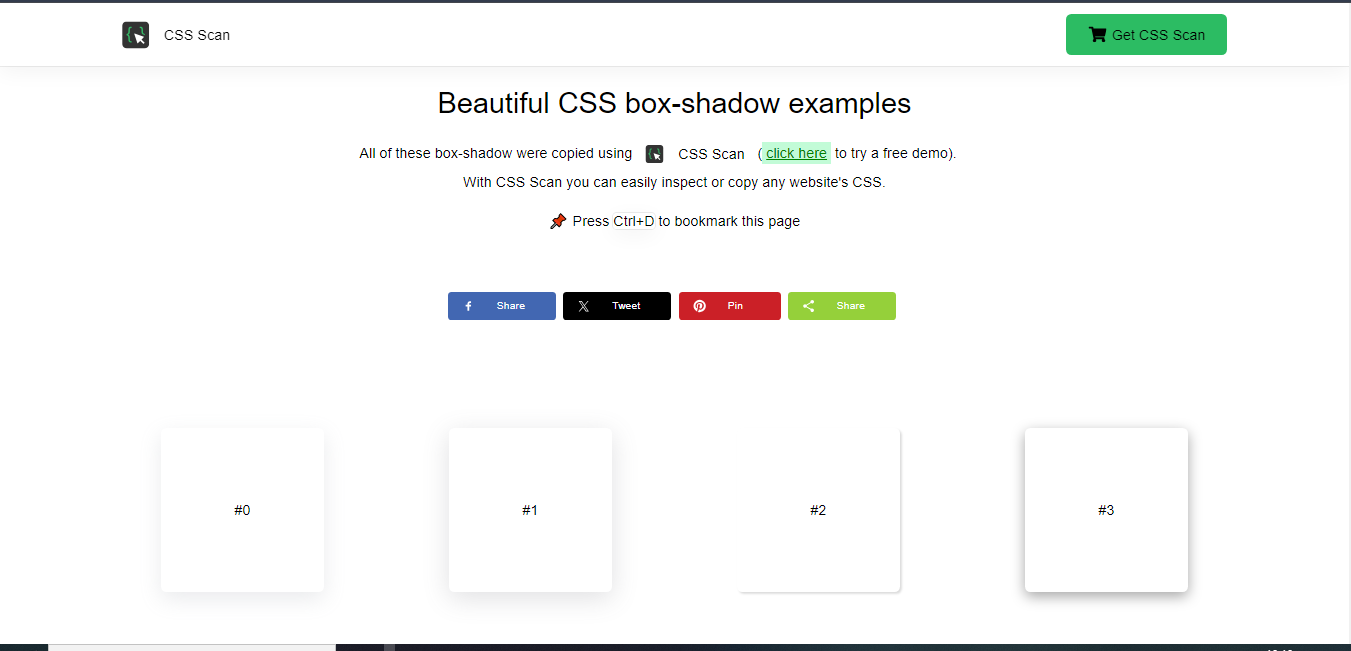 CSS Scan
Get CSS Scan
Beautiful CSS box-shadow examples
All of these box-shadow were copied using CSS Scan (click here to try a free demo).
With CSS Scan you can easily inspect or copy any website's CSS.
Press Ctrl+D to bookmark this page
Share
Tweet
Pin
Share
#0
#1
#2
#3